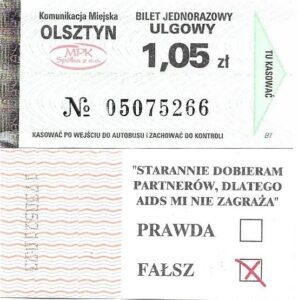 Komunikacja Miejska
OLSZTYN
MPK
Spółka z o.o.
BILET JEDNORAZOWY
ULGOWY
1,05 zł
TU KASOWAĆ
№ 05075266
KASOWAĆ PO WEJŚCIU DO AUTOBUSU I ZACHOWAĆ DO KONTROLI
"STARANNIE DOBIERAM
PARTNERÓW, DLATEGO
AIDS MI NIE ZAGRAŻA"
PRAWDA
FAŁSZ